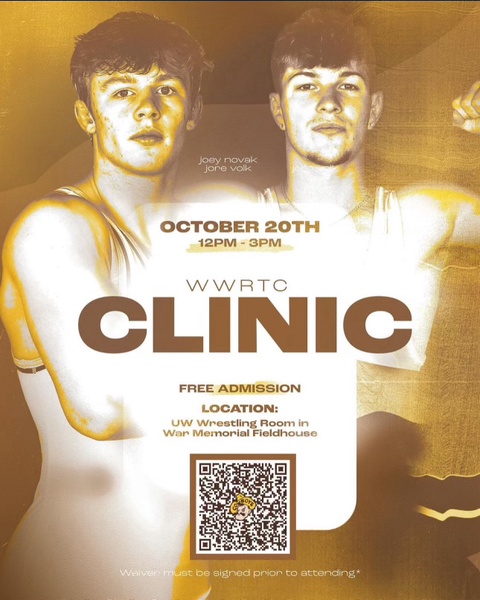 joey novak
jore volk
OCTOBER 20TH
12PM - 3PM
WWRTC
CLINIC
FREE ADMISSION
LOCATION:
UW Wrestling Room in
War Memorial Fieldhouse
Waiver must be signed prior to attending*